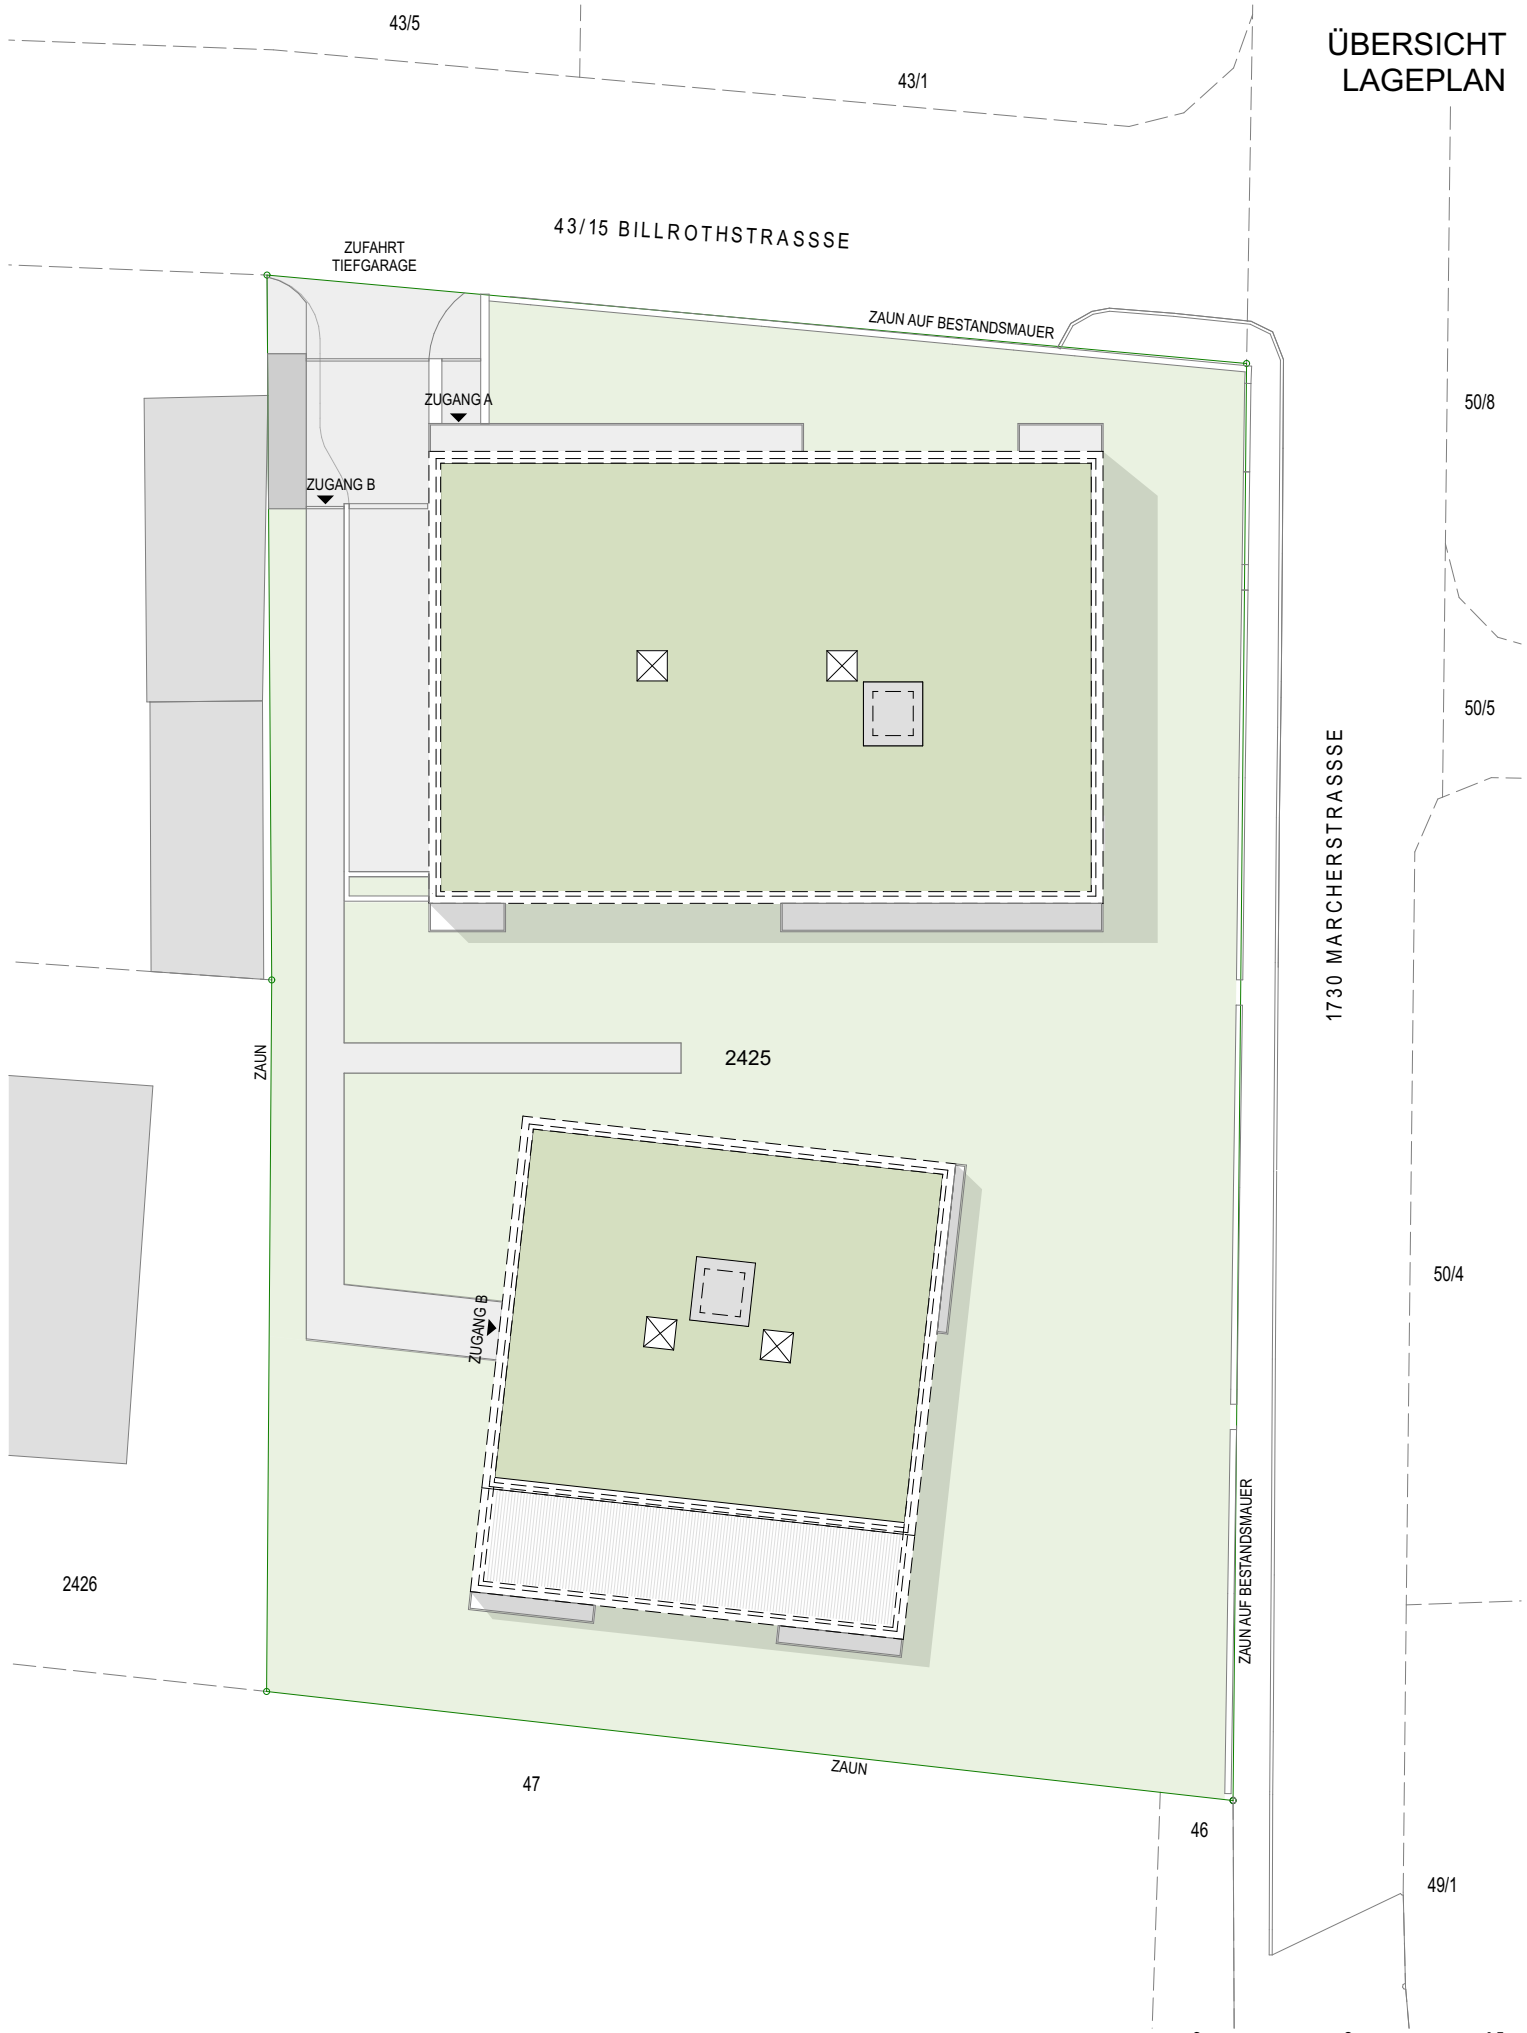 43/5
ÜBERSICHT
LAGEPLAN
43/1
43/15 BILLROTHSTRASSSE
ZUFAHRT
TIEFGARAGE
ZAUN AUF BESTANDSMAUER
ZUGANG A
50/8
ZUGANG B
50/5
1730 MARCHERSTRASSSE
ZAUN
2425
50/4
ZUGANG B
ZAUN AUF BESTANDSMAUER
2426
ZAUN
47
46
49/1